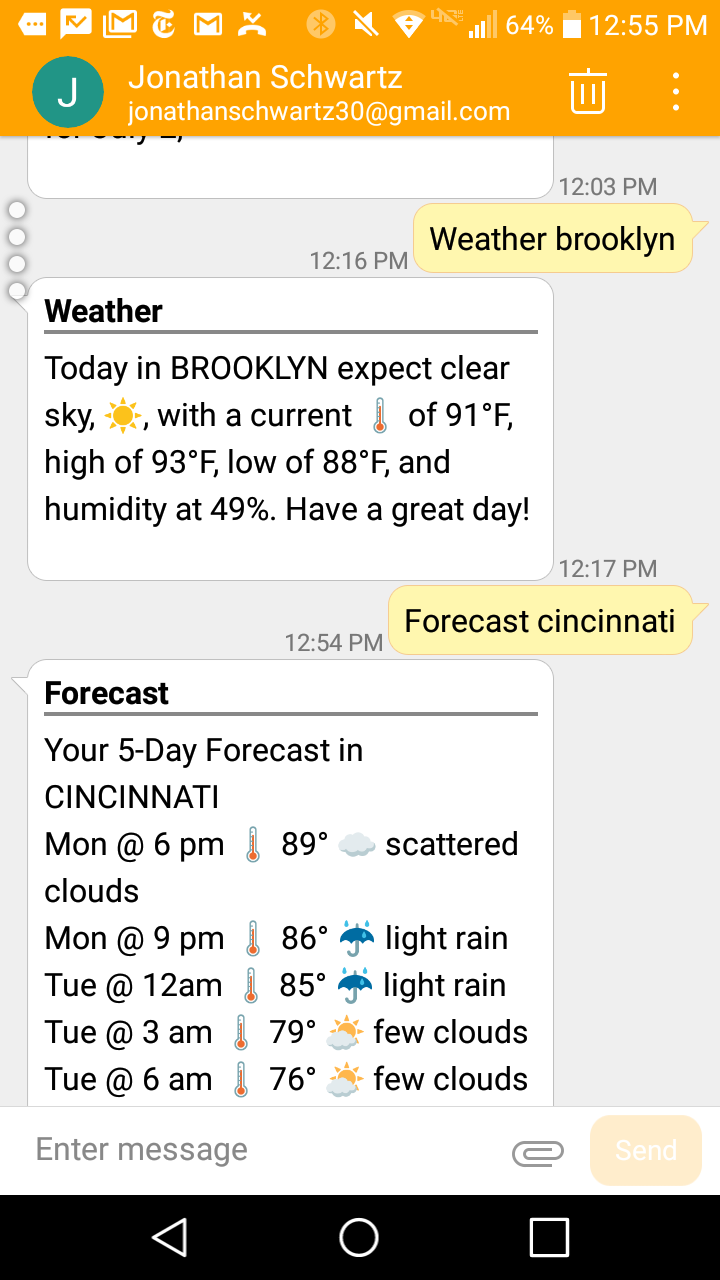 64% 12:55 PM
J
Jonathan Schwartz
jonathanschwartz30@gmail.com
12:03 PM
Weather brooklyn
12:16 PM
Weather
Today in BROOKLYN expect clear
sky, ☀️, with a current 🌡️ of 91°F,
high of 93°F, low of 88°F, and
humidity at 49%. Have a great day!
12:17 PM
Forecast cincinnati
12:54 PM
Forecast
Your 5-Day Forecast in
CINCINNATI
Mon @ 6 pm 🌡️ 89° ☁️ scattered
clouds
Mon @ 9 pm 🌡️ 86° ☔ light rain
Tue @ 12am 🌡️ 85° ☔ light rain
Tue @ 3 am 🌡️ 79° 🌤️ few clouds
Tue @ 6 am 🌡️ 76° 🌤️ few clouds
Enter message
Send